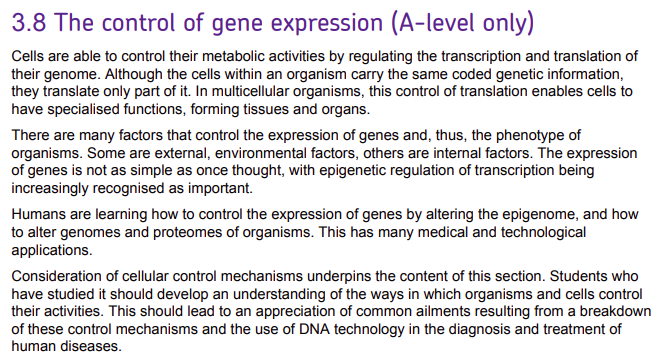 3.8 The control of gene expression (A-level only)
Cells are able to control their metabolic activities by regulating the transcription and translation of
their genome. Although the cells within an organism carry the same coded genetic information,
they translate only part of it. In multicellular organisms, this control of translation enables cells to
have specialised functions, forming tissues and organs.
There are many factors that control the expression of genes and, thus, the phenotype of
organisms. Some are external, environmental factors, others are internal factors. The expression
of genes is not as simple as once thought, with epigenetic regulation of transcription being
increasingly recognised as important.
Humans are learning how to control the expression of genes by altering the epigenome, and how
to alter genomes and proteomes of organisms. This has many medical and technological
applications.
Consideration of cellular control mechanisms underpins the content of this section. Students who
have studied it should develop an understanding of the ways in which organisms and cells control
their activities. This should lead to an appreciation of common ailments resulting from a breakdown
of these control mechanisms and the use of DNA technology in the diagnosis and treatment of
human diseases.